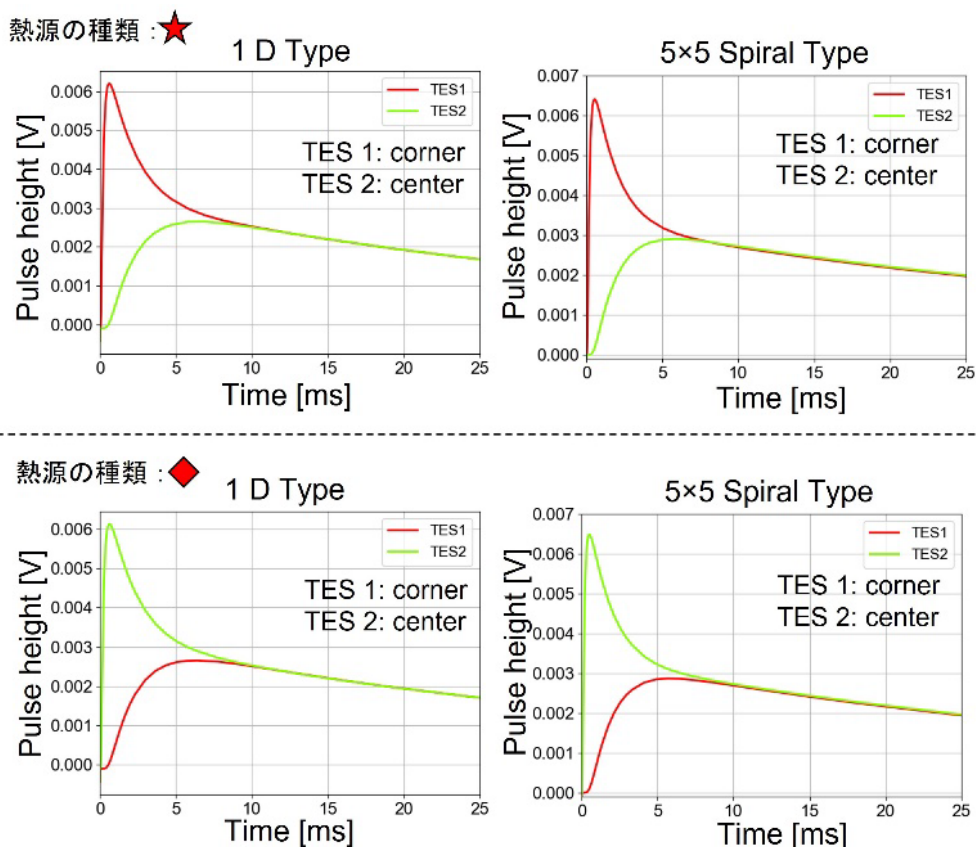 熱源の種類：
1 D Type
5×5 Spiral Type
Pulse height [V]
0.006
0.005
0.004
0.003
0.002
0.001
0.000
TES1
TES2
TES 1: corner
TES 2: center
0
5
10
15
20
25
Time [ms]
Pulse height [V]
0.007
0.006
0.005
0.004
0.003
0.002
0.001
0.000
TES1
TES2
TES 1: corner
TES 2: center
0
5
10
15
20
25
Time [ms]
熱源の種類：
1 D Type
5×5 Spiral Type
Pulse height [V]
0.006
0.005
0.004
0.003
0.002
0.001
0.000
TES1
TES2
TES 1: corner
TES 2: center
0
5
10
15
20
25
Time [ms]
Pulse height [V]
0.007
0.006
0.005
0.004
0.003
0.002
0.001
0.000
TES1
TES2
TES 1: corner
TES 2: center
0
5
10
15
20
25
Time [ms]